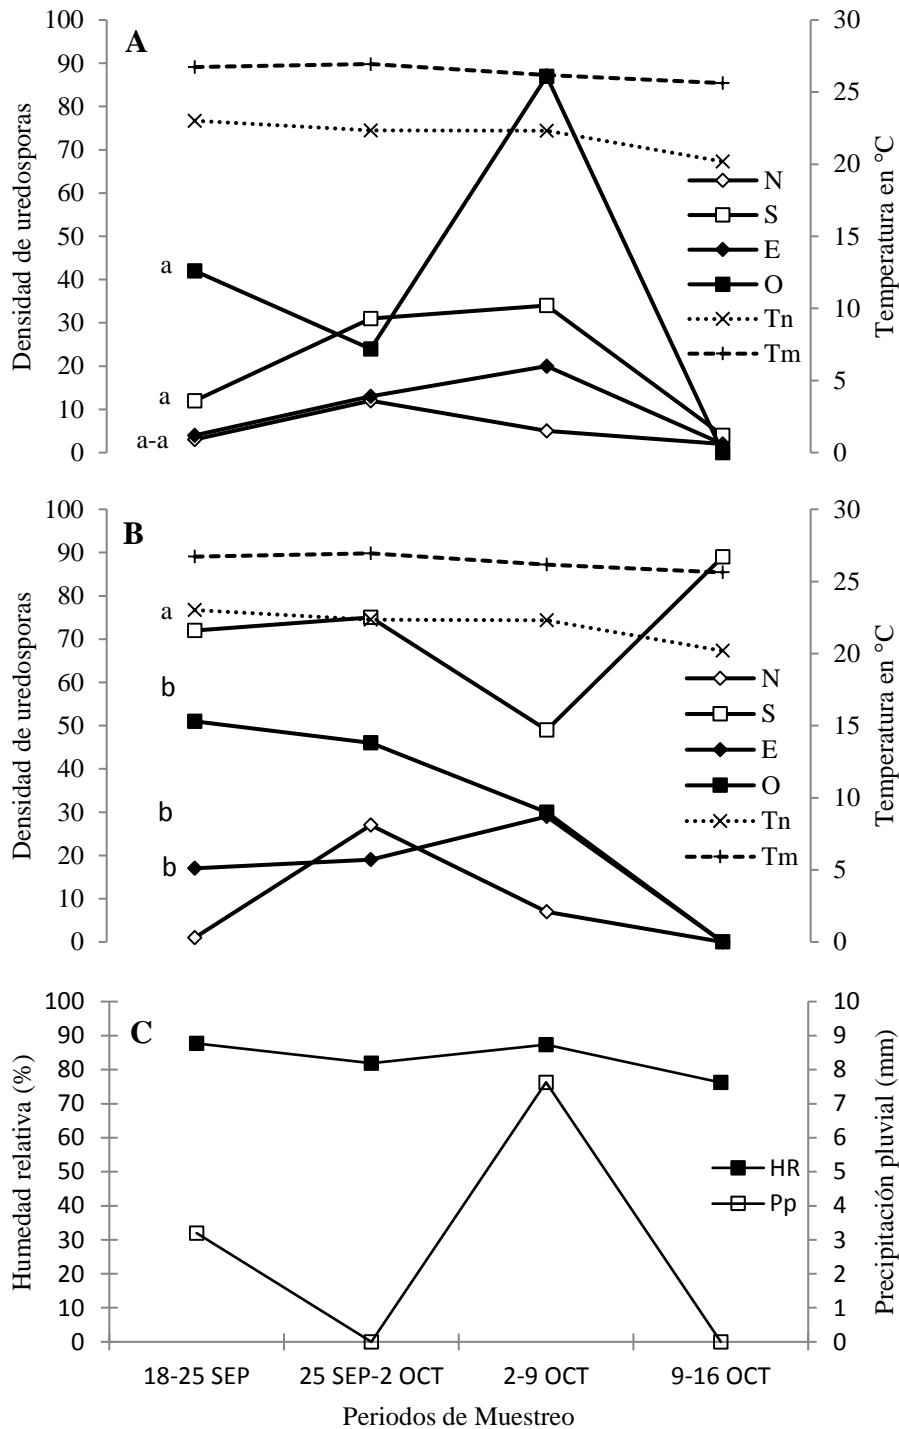 A
Densidad de uredosporas
100
90
80
70
60
50
40
30
20
10
0
a
a
a-a
N
S
E
O
Tn
Tm
30
25
20
15
10
5
0
Temperatura en °C
B
Densidad de uredosporas
100
90
80
70
60
50
40
30
20
10
0
a
b
b
b
N
S
E
O
Tn
Tm
30
25
20
15
10
5
0
Temperatura en °C
C
Humedad relativa (%)
100
90
80
70
60
50
40
30
20
10
0
HR
Pp
10
9
8
7
6
5
4
3
2
1
0
Precipitación pluvial (mm)
18-25 SEP 25 SEP-2 OCT 2-9 OCT 9-16 OCT
Periodos de Muestreo